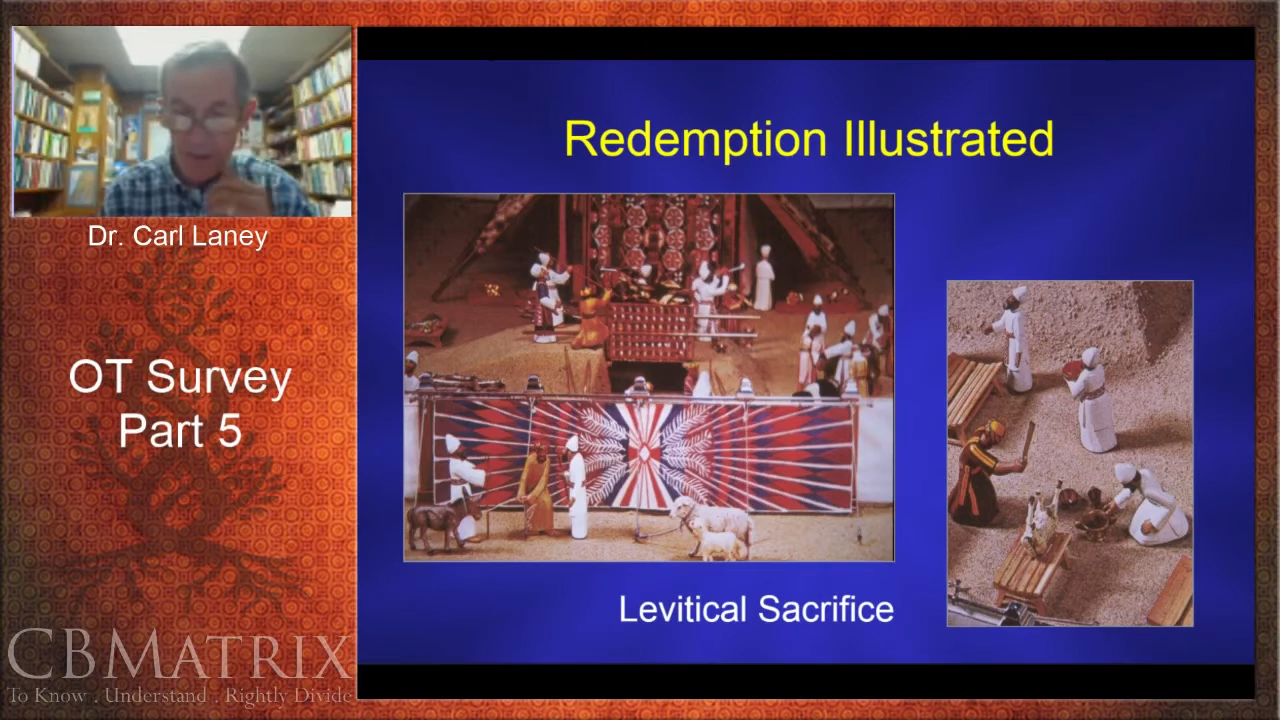 Redemption Illustrated
Dr. Carl Laney
OT Survey
Part 5
Levitical Sacrifice
CBMATRIX
To Know . Understand . Rightly Divide